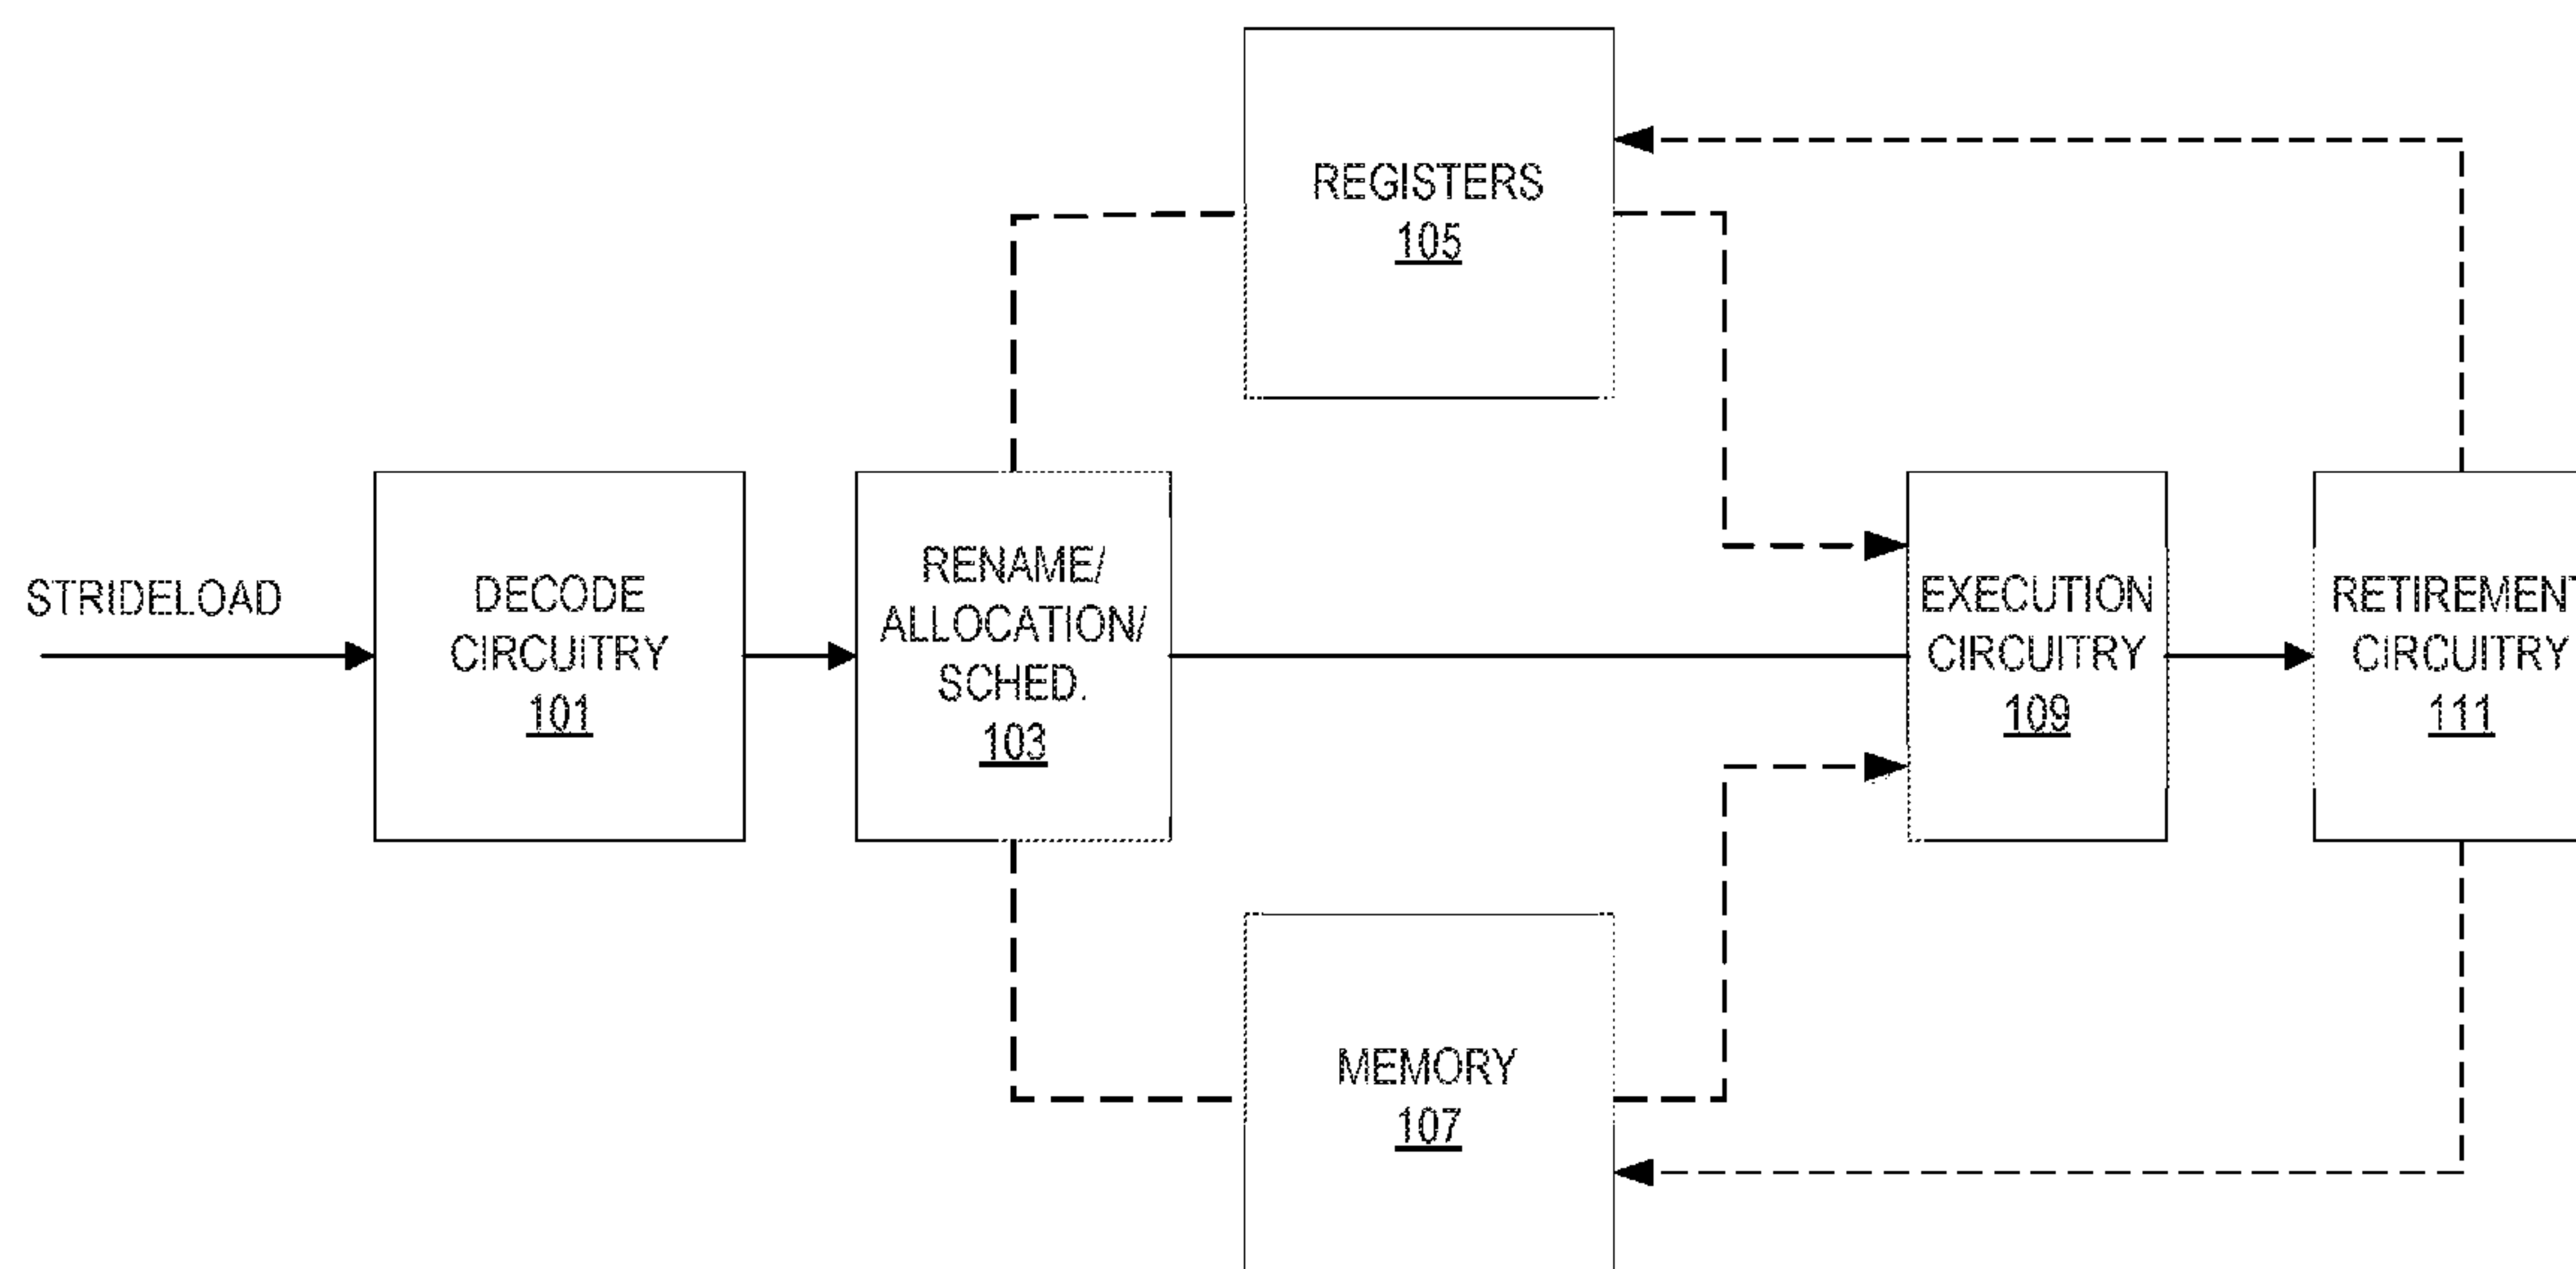 REGISTERS
105
STRIDELOAD
DECODE
CIRCUITRY
101
RENAME/
ALLOCATION/
SCHED.
103
EXECUTION
CIRCUITRY
109
RETIREMENT
CIRCUITRY
111
MEMORY
107